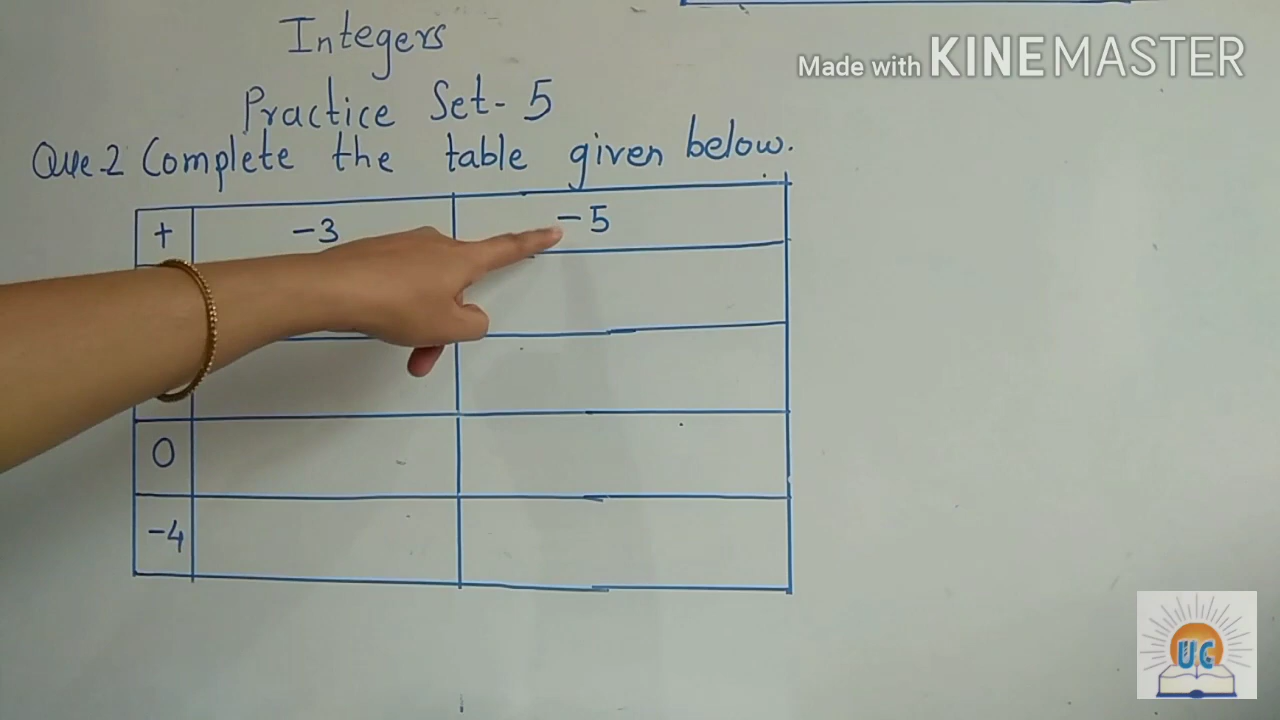 Integers
Made with KINEMASTER
Practice Set-5
Que.2 Complete the table given below.
+ -3 -5
0
-4
UC